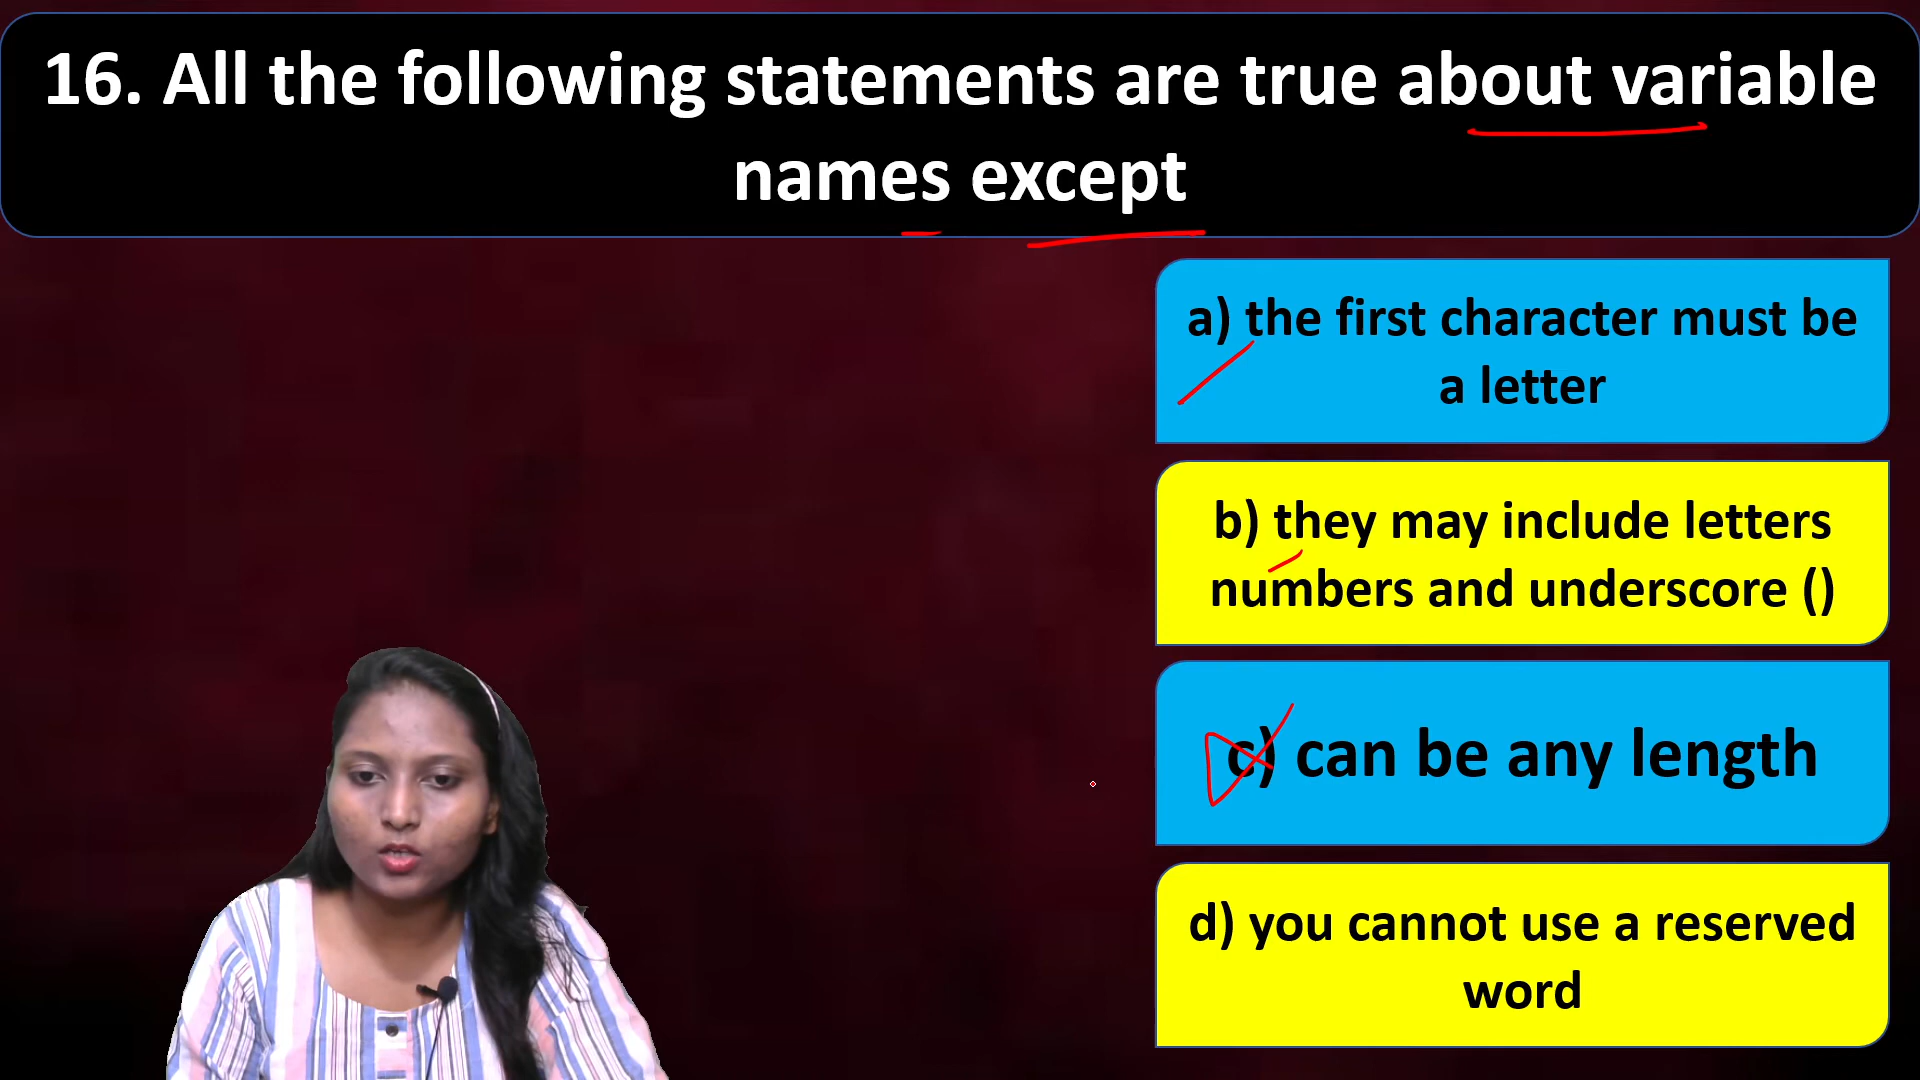 16. All the following statements are true about variable
names except
a) the first character must be
a letter
b) they may include letters
numbers and underscore ()
c) can be any length
d) you cannot use a reserved
word